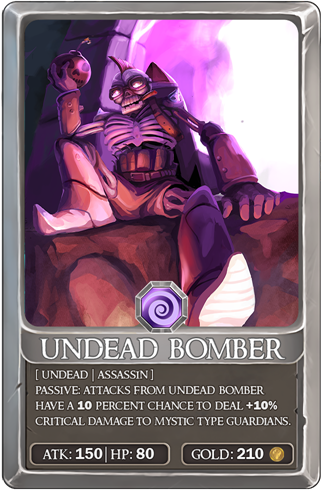 UNDEAD BOMBER
[ UNDEAD | ASSASSIN ]
PASSIVE: ATTACKS FROM UNDEAD BOMBER
HAVE A 10 PERCENT CHANCE TO DEAL +10%
CRITICAL DAMAGE TO MYSTIC TYPE GUARDIANS.
ATK: 150 | HP: 80 GOLD: 210